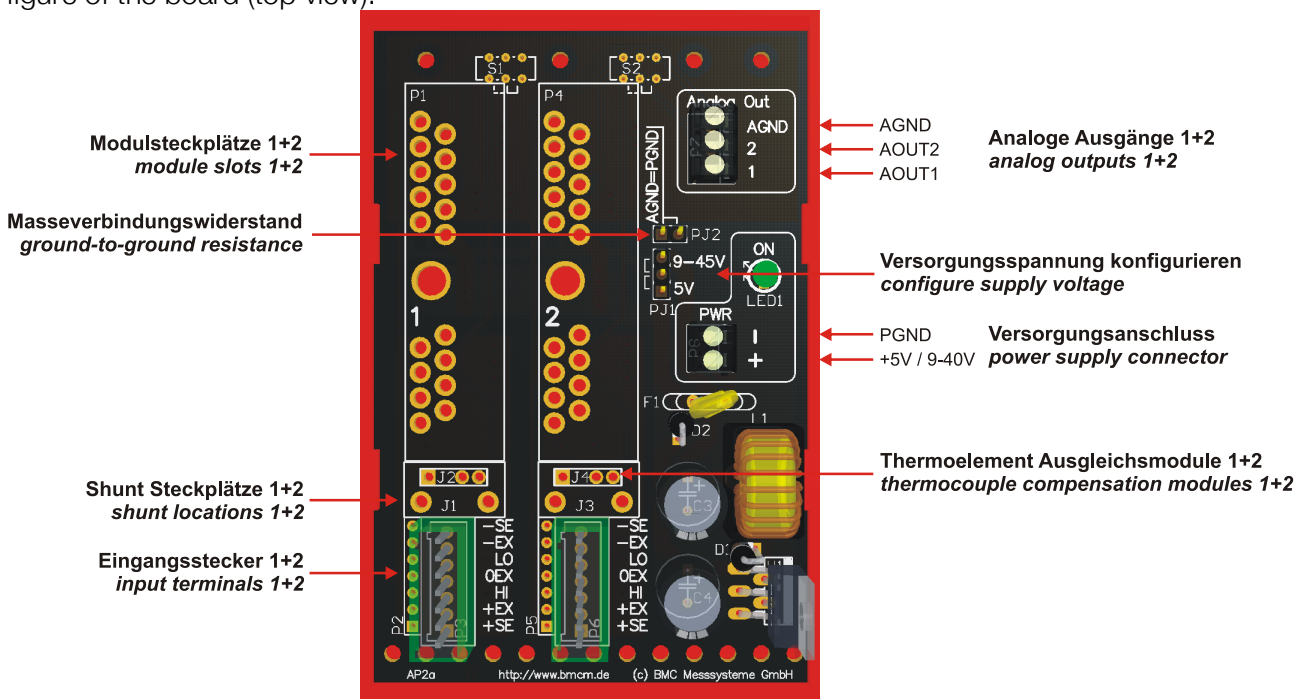 figure of the board (top view):
S1
S2
P1
P4
Analog Out
AGND
2
1
P7
AGND
AOUT2
AOUT1
Analoge Ausgänge 1+2
analog outputs 1+2
Modulsteckplätze 1+2
module slots 1+2
AGND=PGND
Masseverbindungswiderstand
ground-to-ground resistance
PJ2
9-45V
5V
PJ1
ON
LED1
Versorgungsspannung konfigurieren
configure supply voltage
1
2
PWR
P8
-
+
PGND
+5V / 9-40V
Versorgungsanschluss
power supply connector
F1
D2
L1
J2
J4
Thermoelement Ausgleichsmodule 1+2
thermocouple compensation modules 1+2
Shunt Steckplätze 1+2
shunt locations 1+2
J1
J3
C3
Eingangsstecker 1+2
input terminals 1+2
-SE
-EX
LO
0EX
HI
+EX
+SE
P2
P3
-SE
-EX
LO
0EX
HI
+EX
+SE
P5
P6
D1
C4
AP2a
http://www.bmcm.de
(c) BMC Messsysteme GmbH